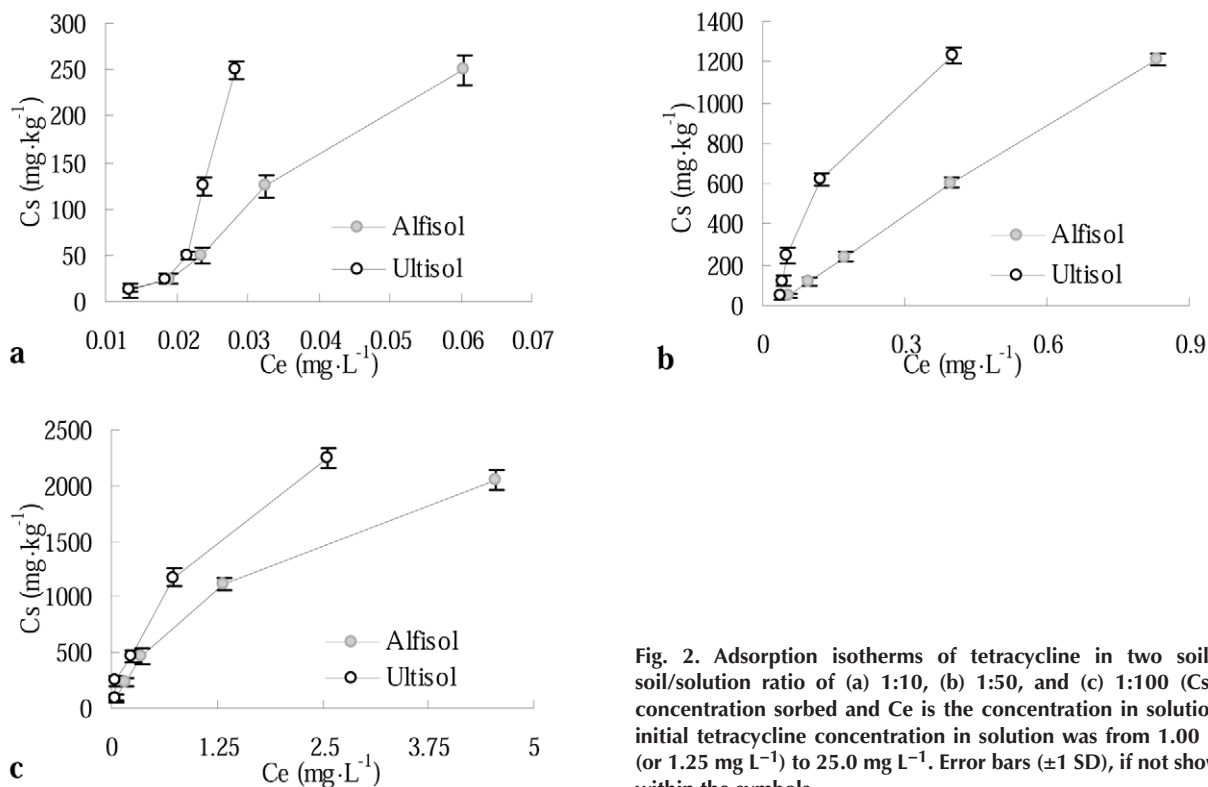 300
250
200
150
100
50
0
Cs (mg·kg-1)
Alfisol
Ultisol
0.01 0.02 0.03 0.04 0.05 0.06 0.07
Ce (mg·L-1)
a
1400
1200
1000
800
600
400
200
0
Cs (mg·kg-1)
Alfisol
Ultisol
0 0.3 0.6 0.9
Ce (mg·L-1)
b
2500
2000
1500
1000
500
0
Cs (mg·kg-1)
Alfisol
Ultisol
0 1.25 2.5 3.75 5
Ce (mg·L-1)
c
Fig. 2. Adsorption isotherms of tetracycline in two soil
soil/solution ratio of (a) 1:10, (b) 1:50, and (c) 1:100 (Cs
concentration sorbed and Ce is the concentration in solution
initial tetracycline concentration in solution was from 1.00
(or 1.25 mg L–1) to 25.0 mg L–1. Error bars (±1 SD), if not show